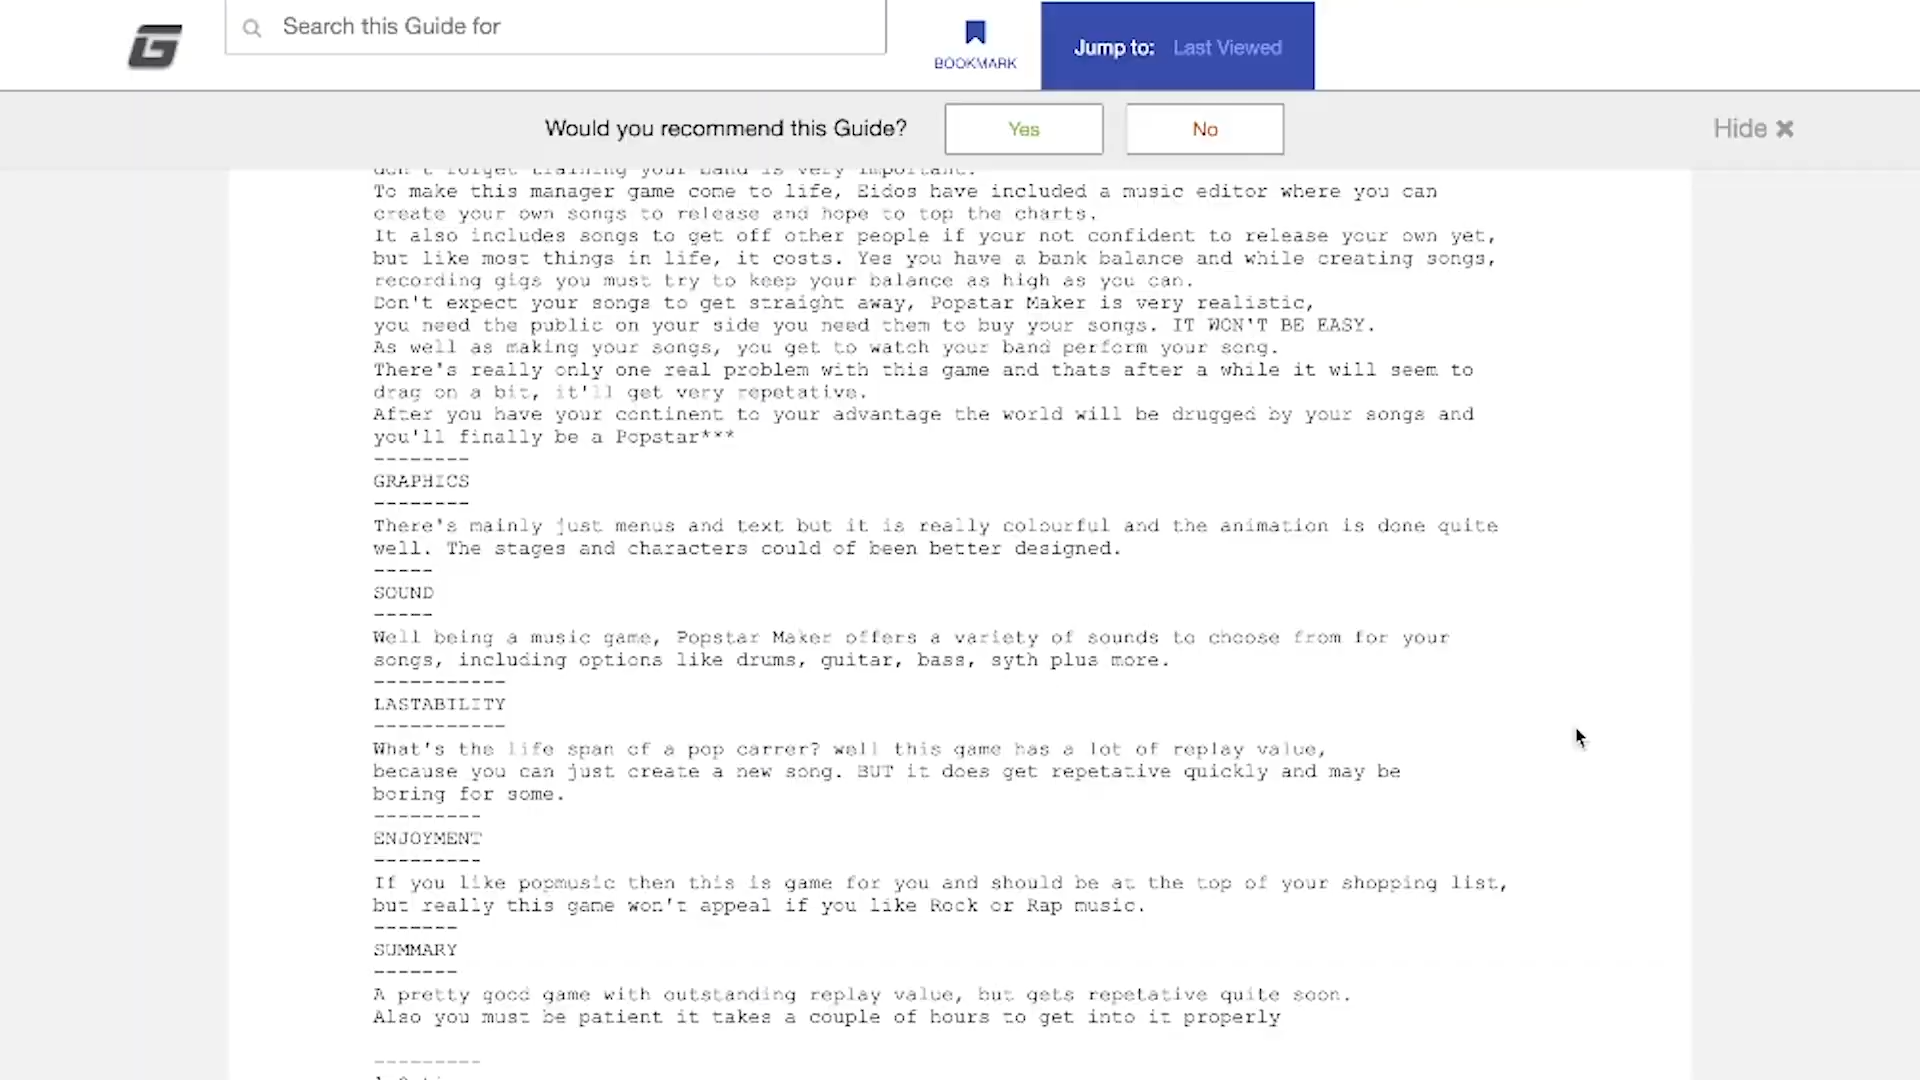 Search this Guide for
BOOKMARK
Jump to: Last Viewed
Would you recommend this Guide?
Yes
No
Hide ✖
don't forget training your band is very important.
To make this manager game come to life, Eidos have included a music editor where you can
create your own songs to release and hope to top the charts.
It also includes songs to get off other people if your not confident to release your own yet,
but like most things in life, it costs. Yes you have a bank balance and while creating songs,
recording gigs you must try to keep your balance as high as you can.
Don't expect your songs to get straight away, Popstar Maker is very realistic,
you need the public on your side you need them to buy your songs. IT WON'T BE EASY.
As well as making your songs, you get to watch your band perform your song.
There's really only one real problem with this game and thats after a while it will seem to
drag on a bit, it'll get very repetative.
After you have your continent to your advantage the world will be drugged by your songs and
you'll finally be a Popstar***
--------
GRAPHICS
--------
There's mainly just menus and text but it is really colourful and the animation is done quite
well. The stages and characters could of been better designed.
-----
SOUND
-----
Well being a music game, Popstar Maker offers a variety of sounds to choose from for your
songs, including options like drums, guitar, bass, syth plus more.
-----------
LASTABILITY
-----------
What's the life span of a pop carrer? well this game has a lot of replay value,
because you can just create a new song. BUT it does get repetative quickly and may be
boring for some.
---------
ENJOYMENT
---------
If you like popmusic then this is game for you and should be at the top of your shopping list,
but really this game won't appeal if you like Rock or Rap music.
-------
SUMMARY
-------
A pretty good game with outstanding replay value, but gets repetative quite soon.
Also you must be patient it takes a couple of hours to get into it properly
---------